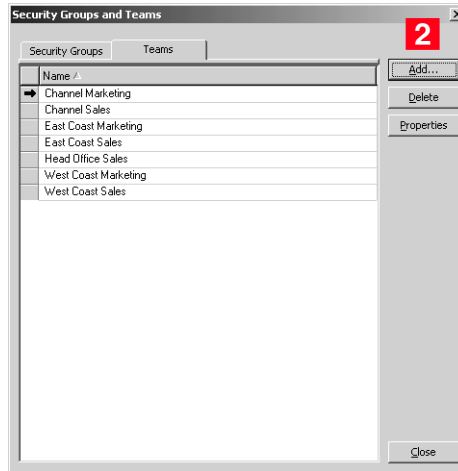 Security Groups and Teams
2
Security Groups
Teams
Add...
Name
Delete
Channel Marketing
Channel Sales
Properties
East Coast Marketing
East Coast Sales
Head Office Sales
West Coast Marketing
West Coast Sales
Close